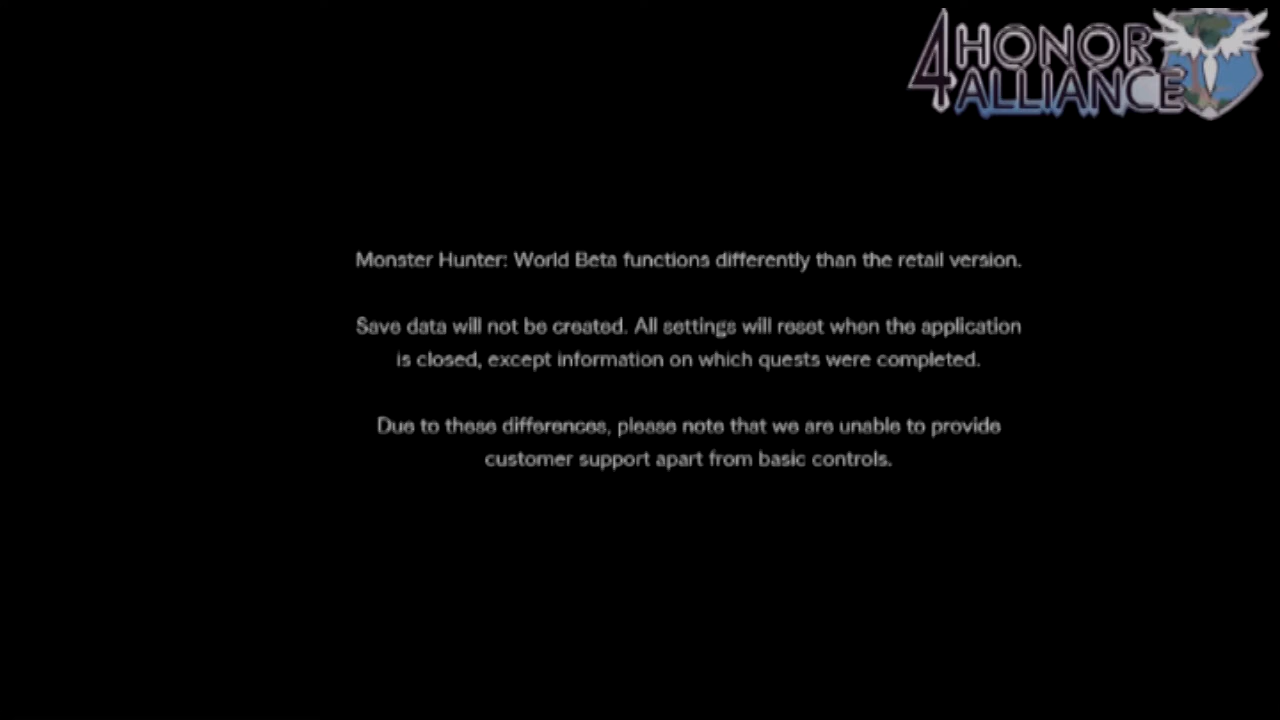 4HONOR
ALLIANCE
Monster Hunter: World Beta functions differently than the retail version.
Save data will not be created. All settings will reset when the application
is closed, except information on which quests were completed.
Due to these differences, please note that we are unable to provide
customer support apart from basic controls.